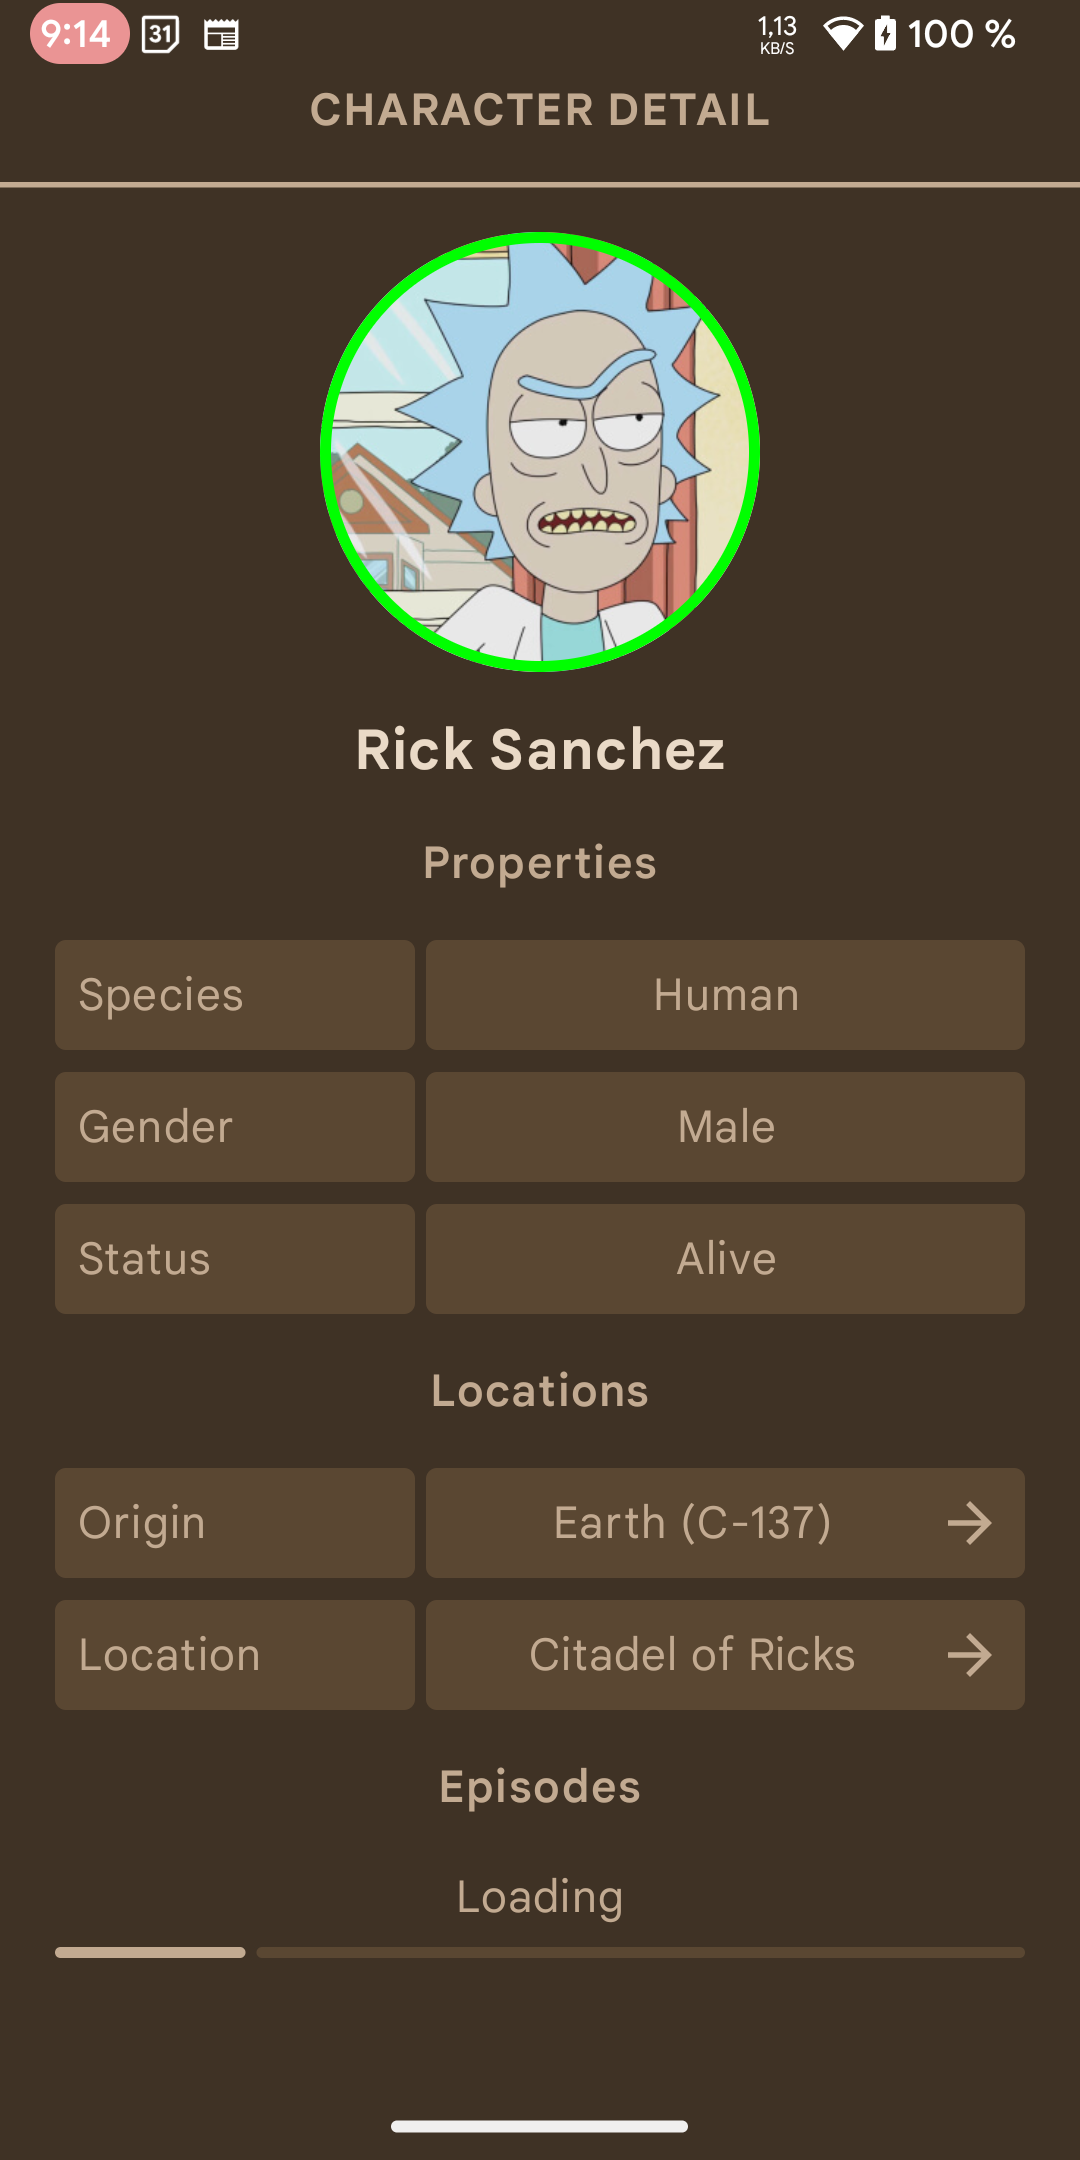 9:14 31 1,13 KB/S 100 %
CHARACTER DETAIL
Rick Sanchez
Properties
Species Human
Gender Male
Status Alive
Locations
Origin Earth (C-137)
Location Citadel of Ricks
Episodes
Loading